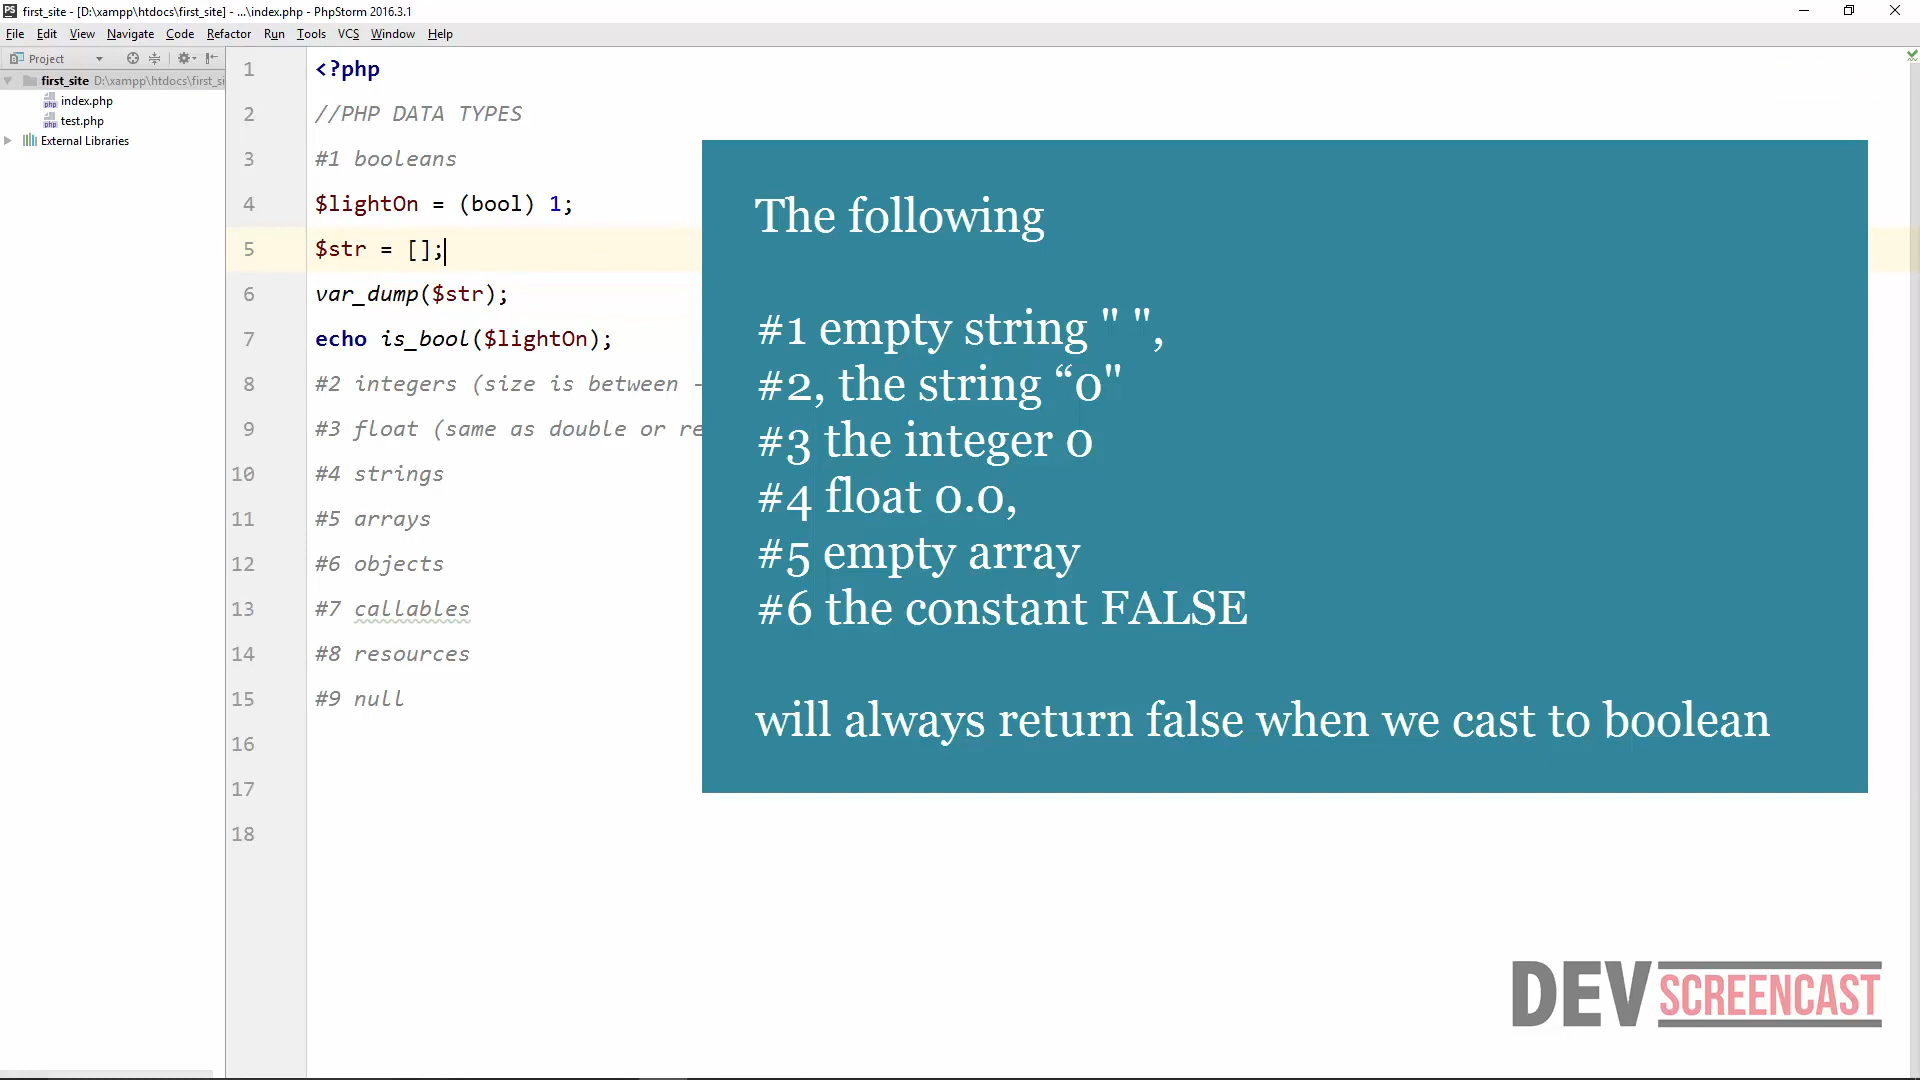 first_site - [D:\xampp\htdocs\first_site] - ...\index.php - PhpStorm 2016.3.1
File Edit View Navigate Code Refactor Run Tools VCS Window Help
Project
first_site D:\xampp\htdocs\first_si
index.php
test.php
External Libraries
1 <?php
2 //PHP DATA TYPES
3 #1 booleans
4 $lightOn = (bool) 1;
5 $str = [];
6 var_dump($str);
7 echo is_bool($lightOn);
8 #2 integers (size is between -
9 #3 float (same as double or re
10 #4 strings
11 #5 arrays
12 #6 objects
13 #7 callables
14 #8 resources
15 #9 null
16
17
18
The following
#1 empty string " ",
#2, the string “0"
#3 the integer 0
#4 float 0.0,
#5 empty array
#6 the constant FALSE
will always return false when we cast to boolean
DEV SCREENCAST